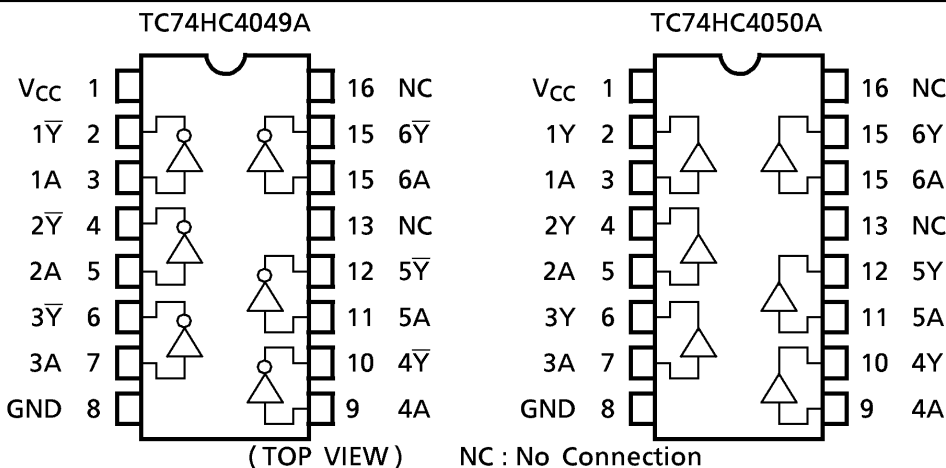 TC74HC4049A TC74HC4050A
VCC 1 16 NC VCC 1 16 NC
1Y̅ 2 15 6Y̅ 1Y 2 15 6Y
1A 3 15 6A 1A 3 15 6A
2Y̅ 4 13 NC 2Y 4 13 NC
2A 5 12 5Y̅ 2A 5 12 5Y
3Y̅ 6 11 5A 3Y 6 11 5A
3A 7 10 4Y̅ 3A 7 10 4Y
GND 8 9 4A GND 8 9 4A
(TOP VIEW) NC : No Connection